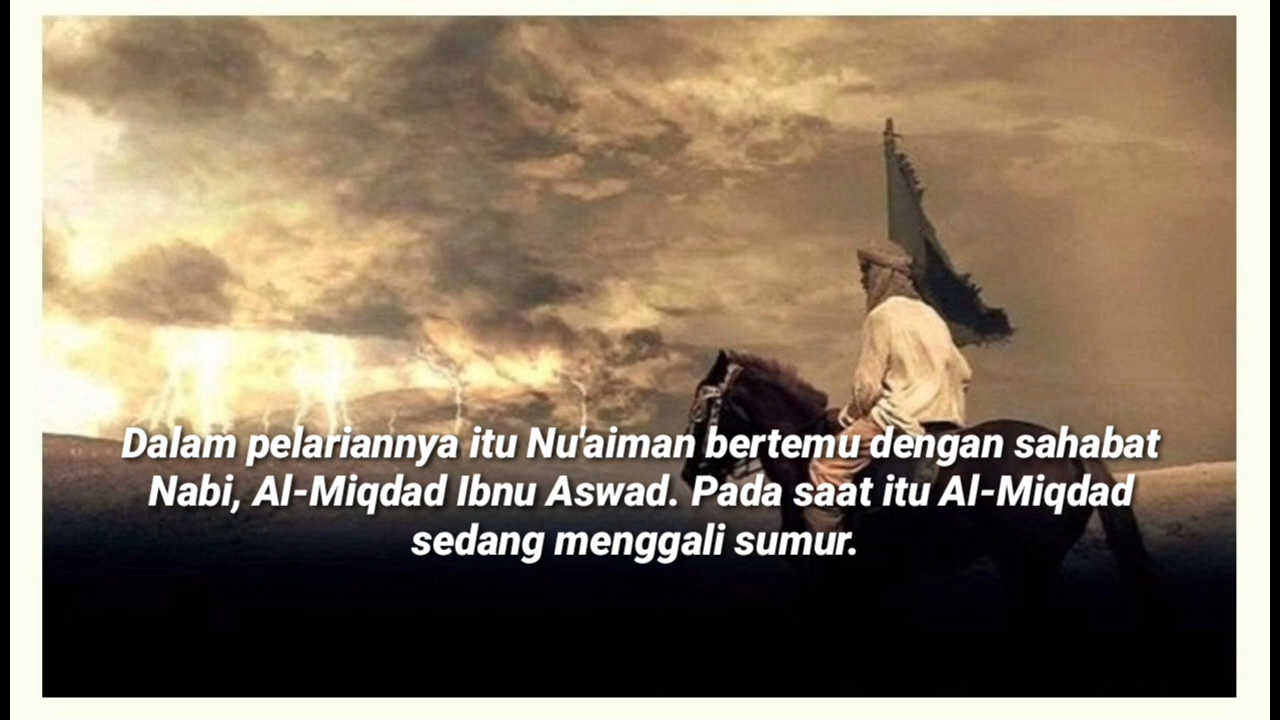 Dalam pelariannya itu Nu'aiman bertemu dengan sahabat
Nabi, Al-Miqdad Ibnu Aswad. Pada saat itu Al-Miqdad
sedang menggali sumur.